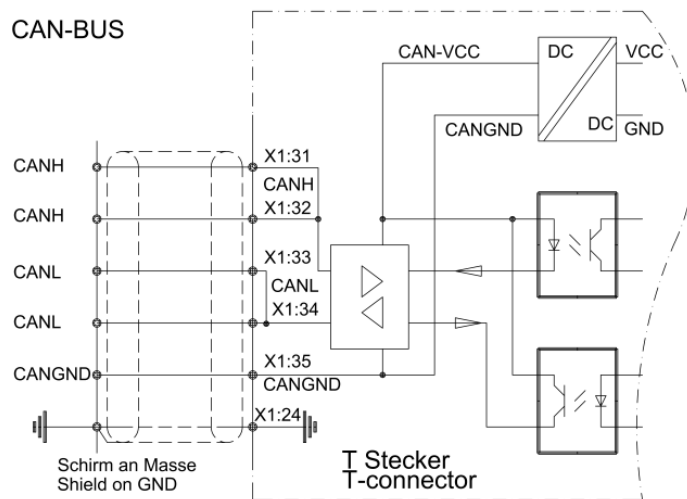 CAN-BUS
CAN-VCC
DC
VCC
CANGND
DC
GND
CANH
X1:31
CANH
CANH
X1:32
CANL
X1:33
CANL
CANL
X1:34
CANGND
X1:35
CANGND
X1:24
Schirm an Masse
Shield on GND
T Stecker
T-connector